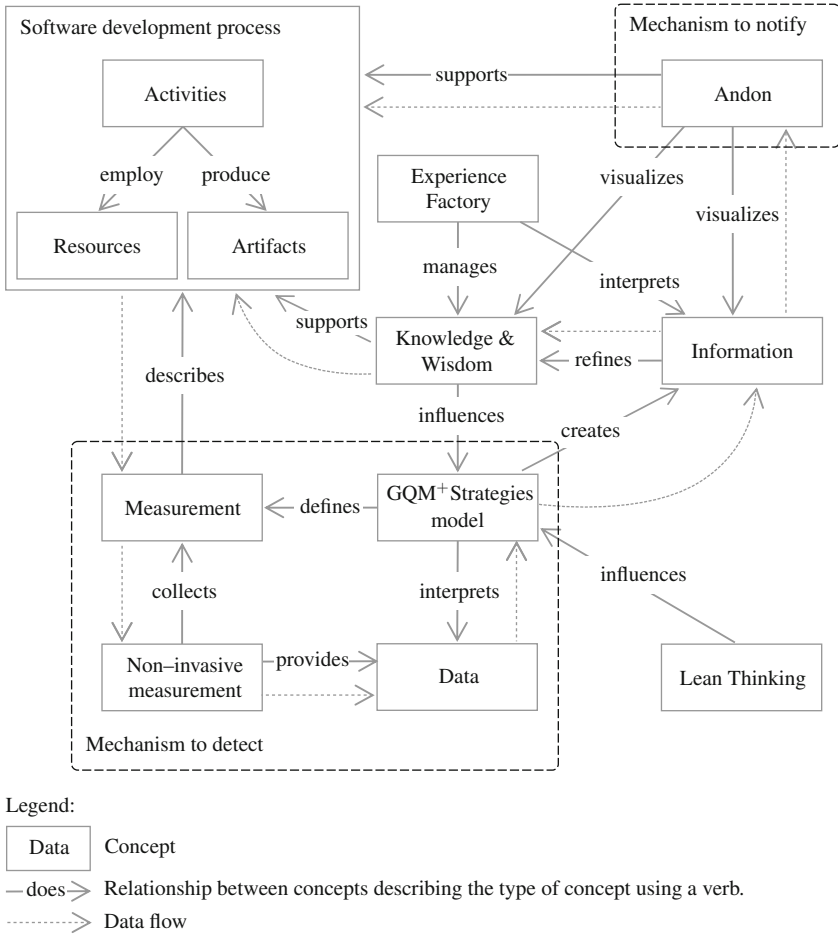 Software development process
Mechanism to notify
Activities
supports
Andon
employ
produce
Experience
Factory
visualizes
visualizes
Resources
Artifacts
manages
interprets
supports
Knowledge &
Wisdom
refines
Information
describes
influences
creates
Measurement
defines
GQM+Strategies
model
collects
interprets
influences
Non–invasive
measurement
provides
Data
Lean Thinking
Mechanism to detect
Legend:
Data
Concept
does
Relationship between concepts describing the type of concept using a verb.
Data flow